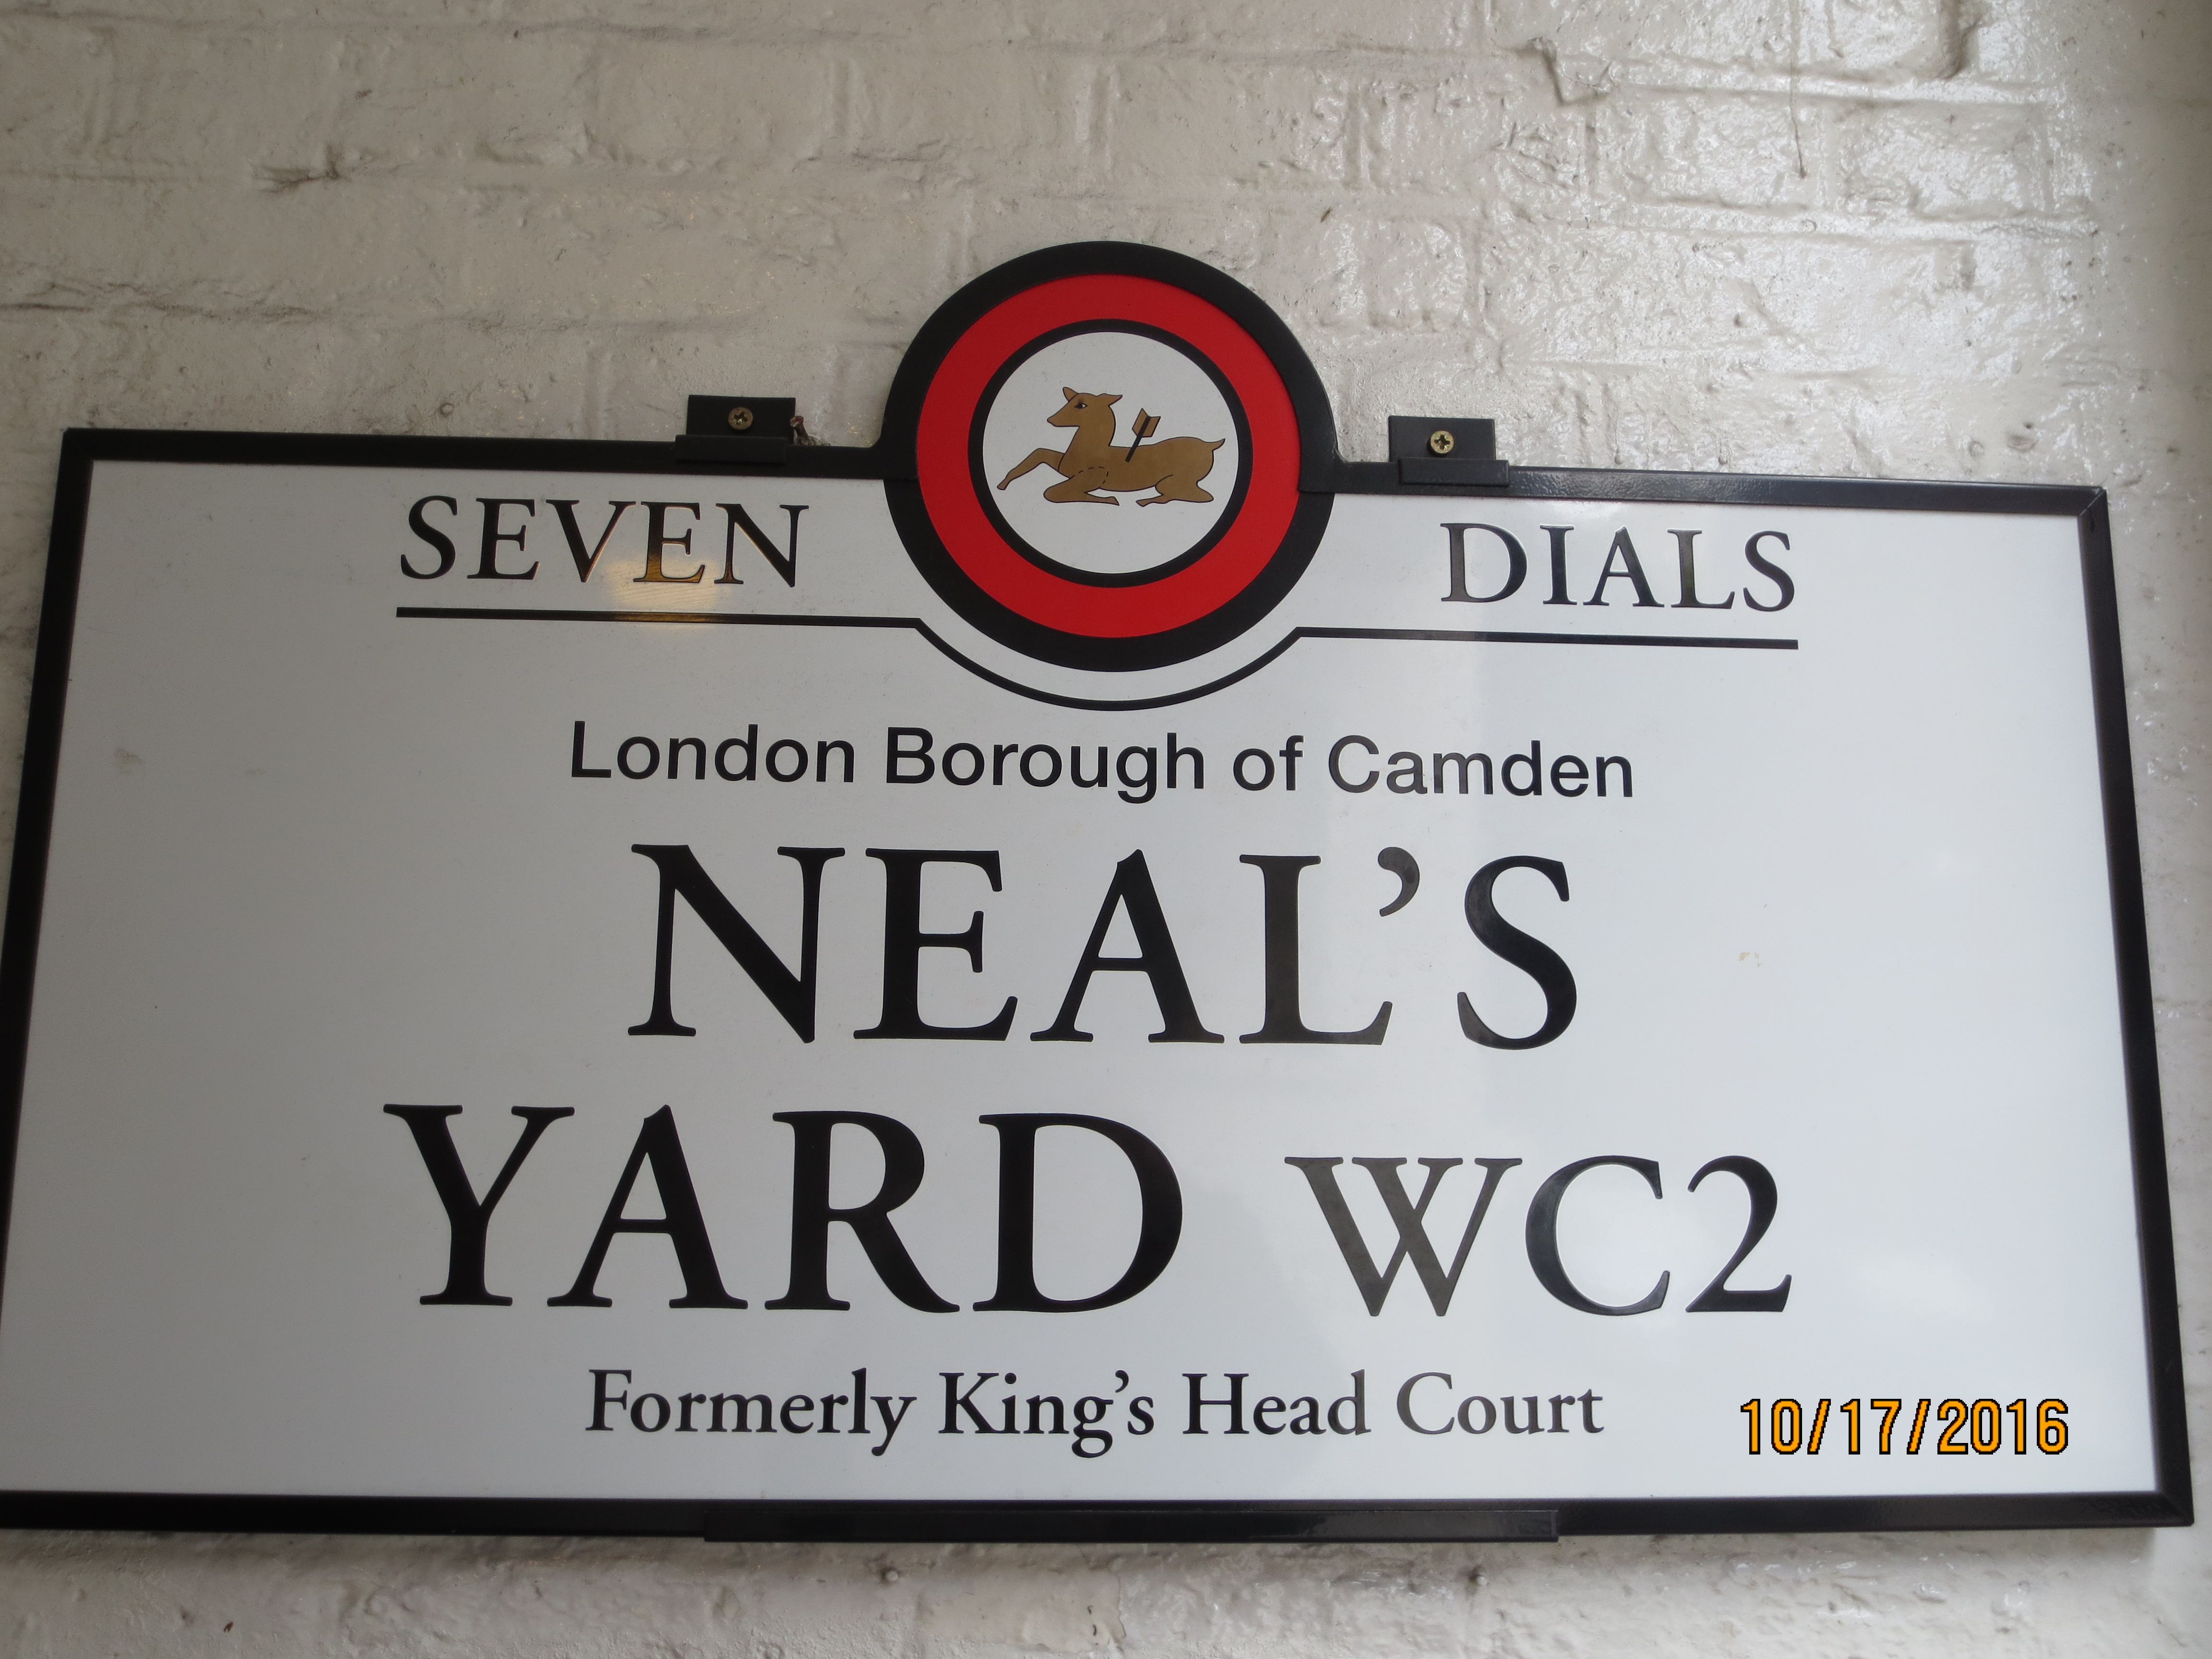 SEVEN DIALS
London Borough of Camden
NEAL’S
YARD WC2
Formerly King’s Head Court
10/17/2016